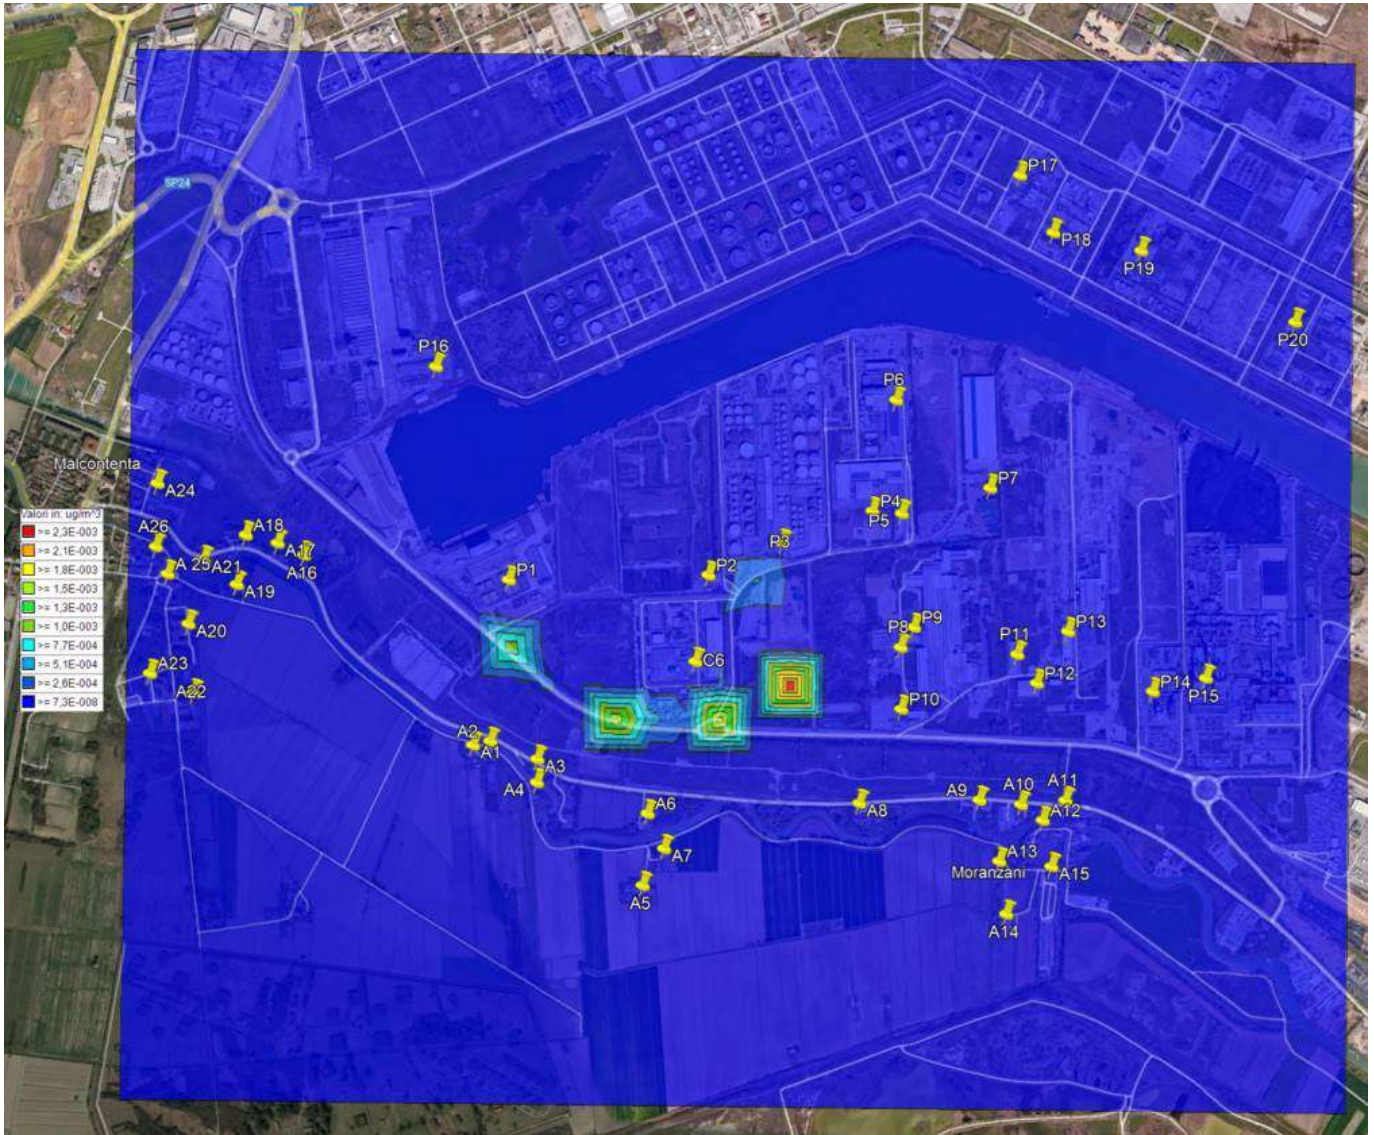 SP24
P17
P18
P19
P20
P16
P6
Malcontenta
A24
P7
P4
P5
Valori in: ug/m^3
>= 2,3E-003
>= 2,1E-003
>= 1,8E-003
>= 1,5E-003
>= 1,3E-003
>= 1,0E-003
>= 7,7E-004
>= 5,1E-004
>= 2,6E-004
>= 7,3E-008
A26
A18
A17
A16
A 25
A21
A19
P3
P2
P1
A20
P9
P8
P13
P11
C6
A23
A22
P12
P14
P15
P10
A2
A1
A3
A4
A6
A8
A9
A10
A11
A12
A7
A13
Moranzani
A15
A5
A14